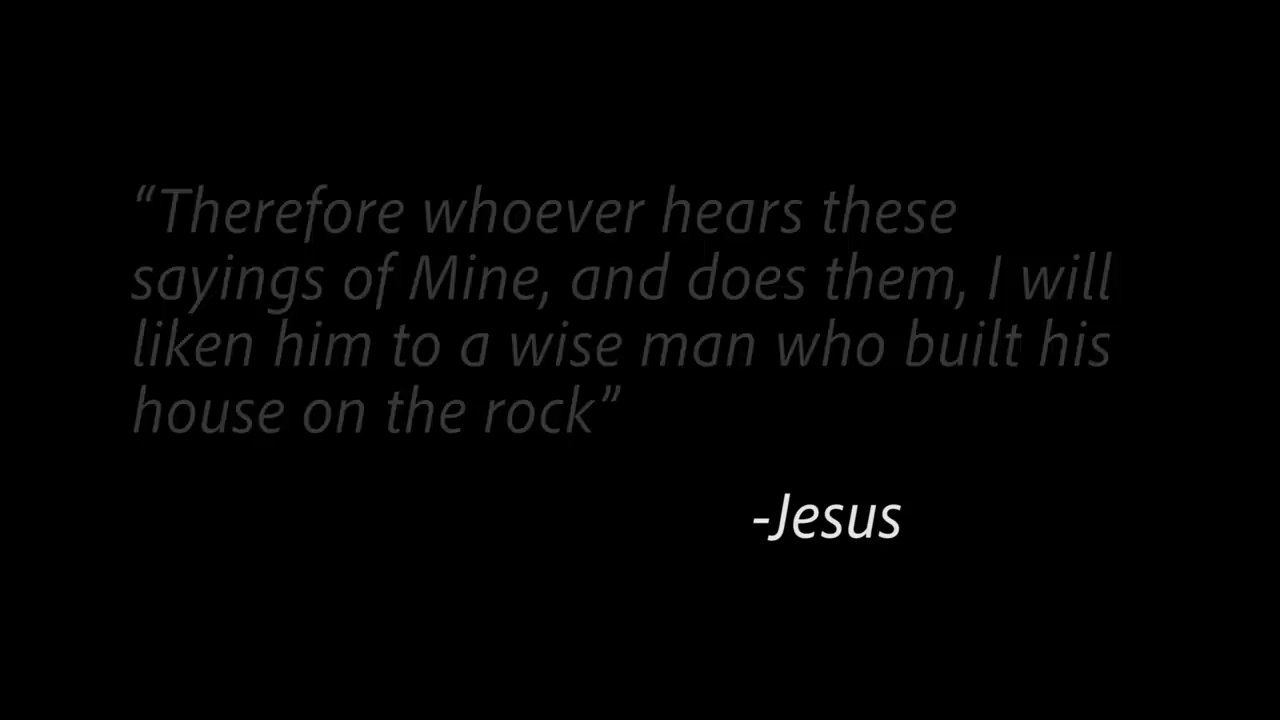 “Therefore whoever hears these
sayings of Mine, and does them, I will
liken him to a wise man who built his
house on the rock”
-Jesus